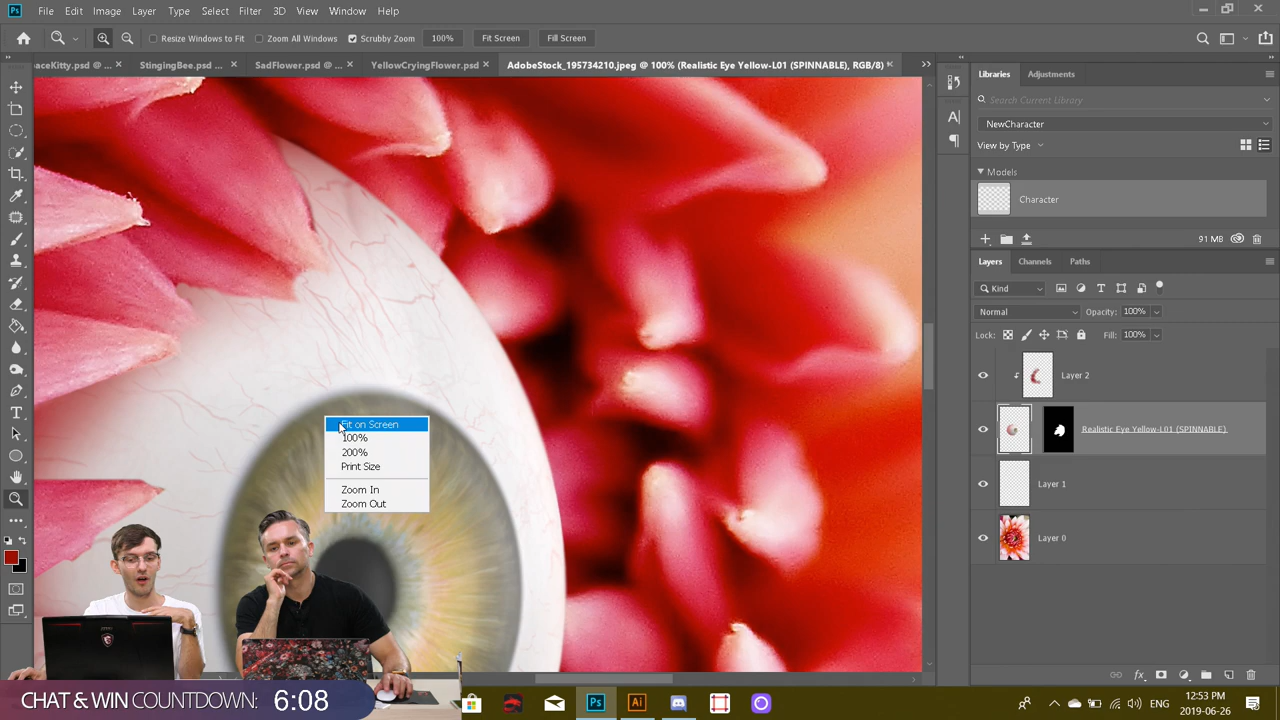 Ps File Edit Image Layer Type Select Filter 3D View Window Help
Resize Windows to Fit Zoom All Windows Scrubby Zoom 100% Fit Screen Fill Screen
paceKitty.psd @ ... × StingingBee.psd × SadFlower.psd @ ... × YellowCryingFlower.psd × AdobeStock_195734210.jpeg @ 100% (Realistic Eye Yellow-L01 (SPINNABLE), RGB/8) ×
Libraries Adjustments
Search Current Library
NewCharacter
View by Type
Models
Character
91 MB
Layers Channels Paths
Kind
Normal Opacity: 100%
Lock: Fill: 100%
Layer 2
Realistic Eye Yellow-L01 (SPINNABLE)
Layer 1
Layer 0
Fit on Screen
100%
200%
Print Size
Zoom In
Zoom Out
CHAT & WIN COUNTDOWN: 6:08
Ps Ai
ENG
12:53 PM
2019-06-26